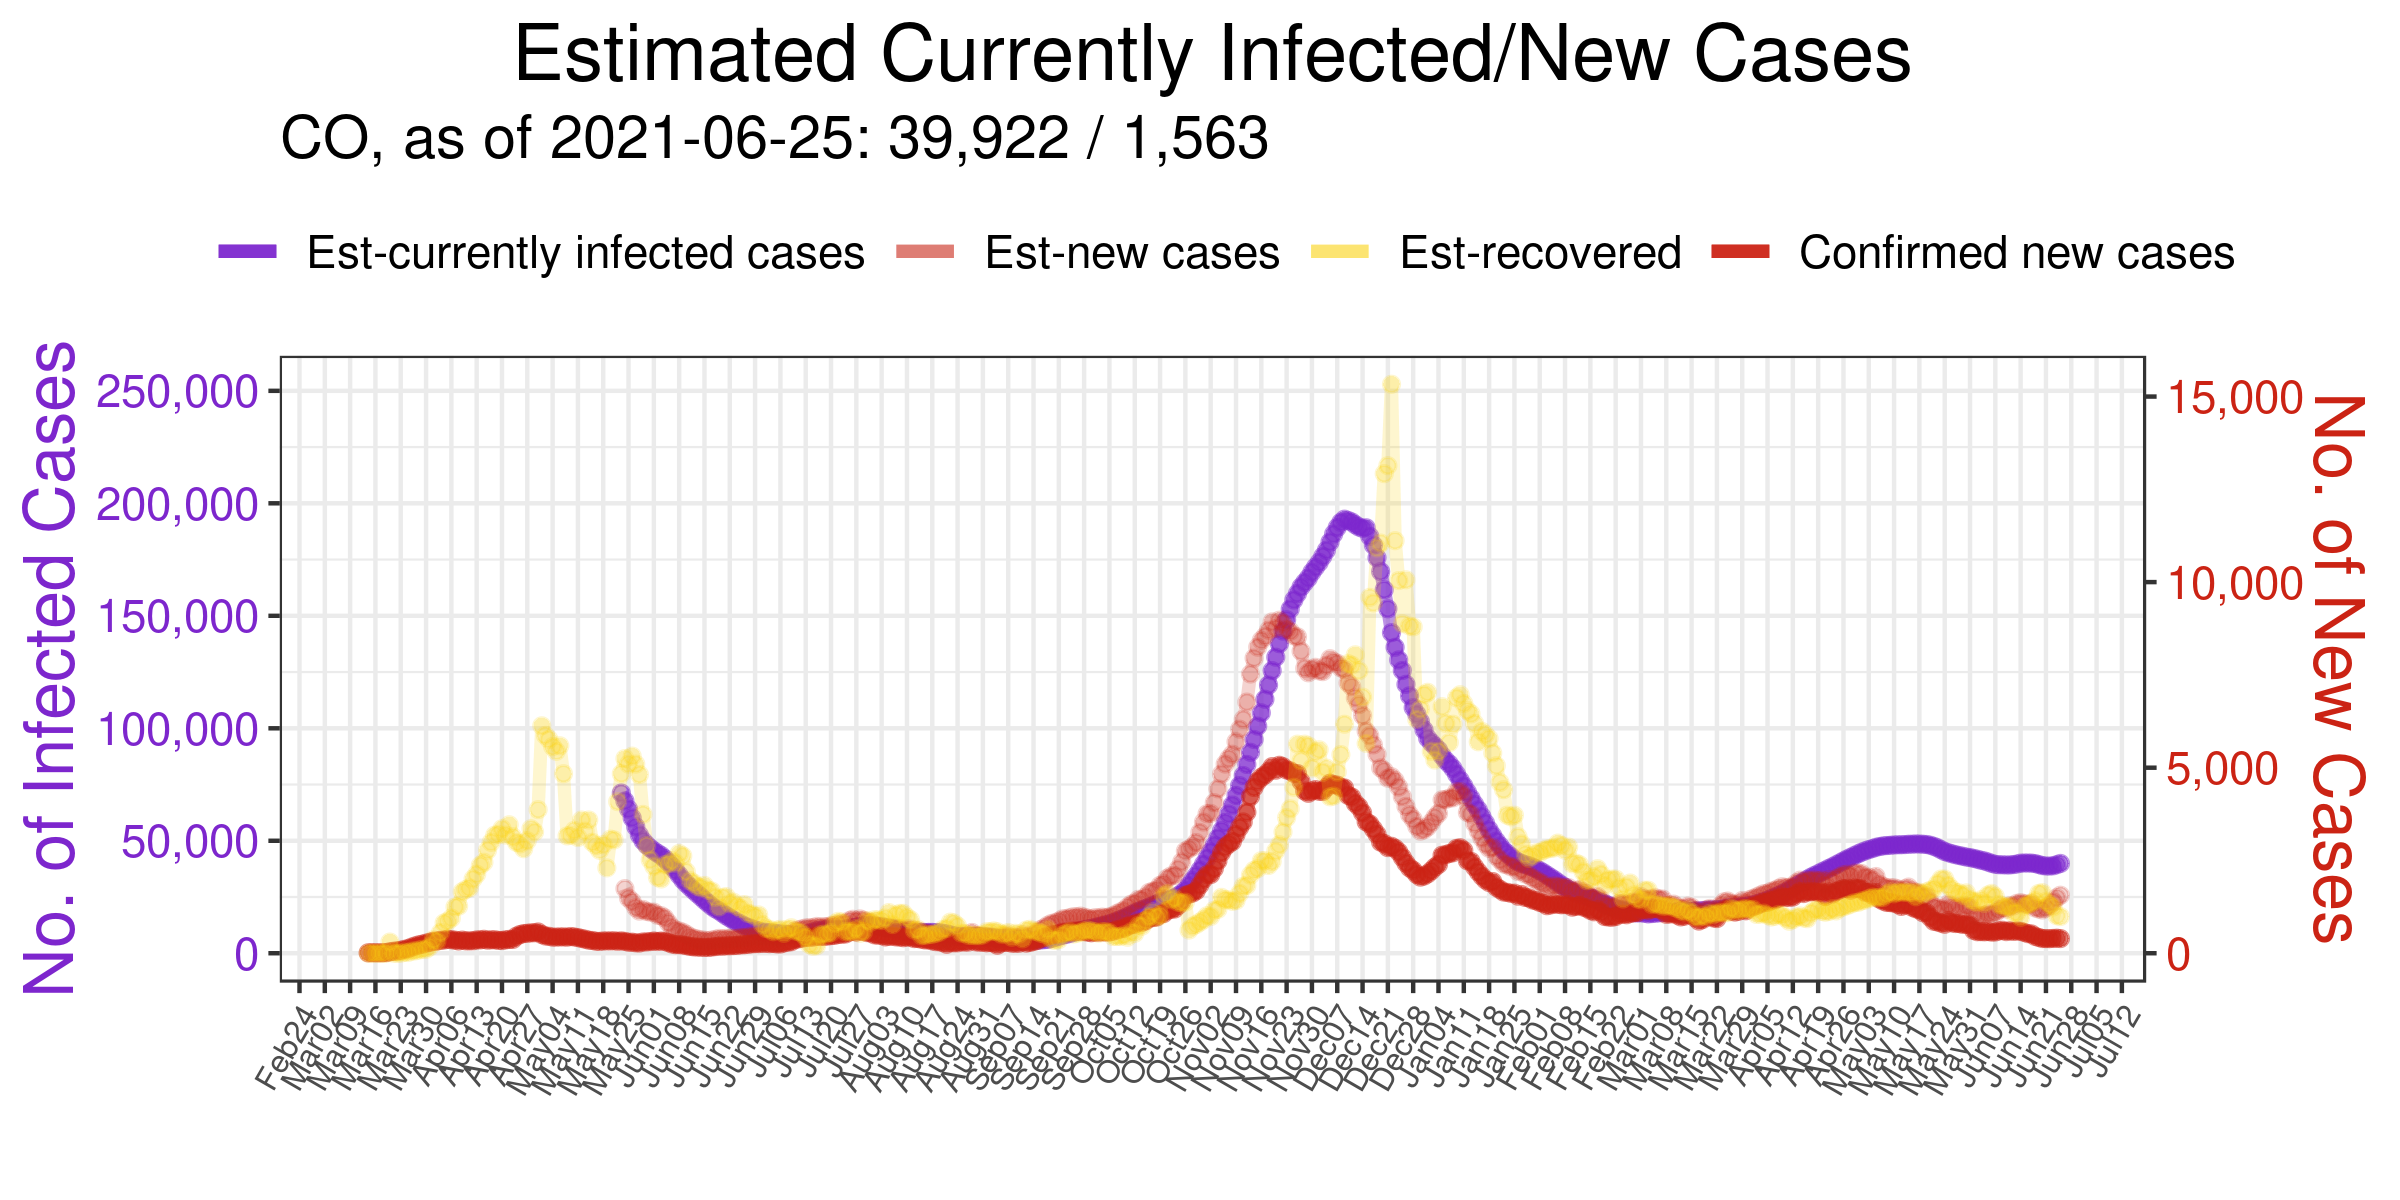 Estimated Currently Infected/New Cases
CO, as of 2021-06-25: 39,922 / 1,563
Est-currently infected cases
Est-new cases
Est-recovered
Confirmed new cases
No. of Infected Cases
250,000
200,000
150,000
100,000
50,000
0
15,000
10,000
5,000
0
No. of New Cases
Feb24
Mar02
Mar09
Mar16
Mar23
Mar30
Apr06
Apr13
Apr20
Apr27
May04
May11
May18
May25
Jun01
Jun08
Jun15
Jun22
Jun29
Jul06
Jul13
Jul20
Jul27
Aug03
Aug10
Aug17
Aug24
Aug31
Sep07
Sep14
Sep21
Sep28
Oct05
Oct12
Oct19
Oct26
Nov02
Nov09
Nov16
Nov23
Nov30
Dec07
Dec14
Dec21
Dec28
Jan04
Jan11
Jan18
Jan25
Feb01
Feb08
Feb15
Feb22
Mar01
Mar08
Mar15
Mar22
Mar29
Apr05
Apr12
Apr19
Apr26
May03
May10
May17
May24
May31
Jun07
Jun14
Jun21
Jun28
Jul05
Jul12